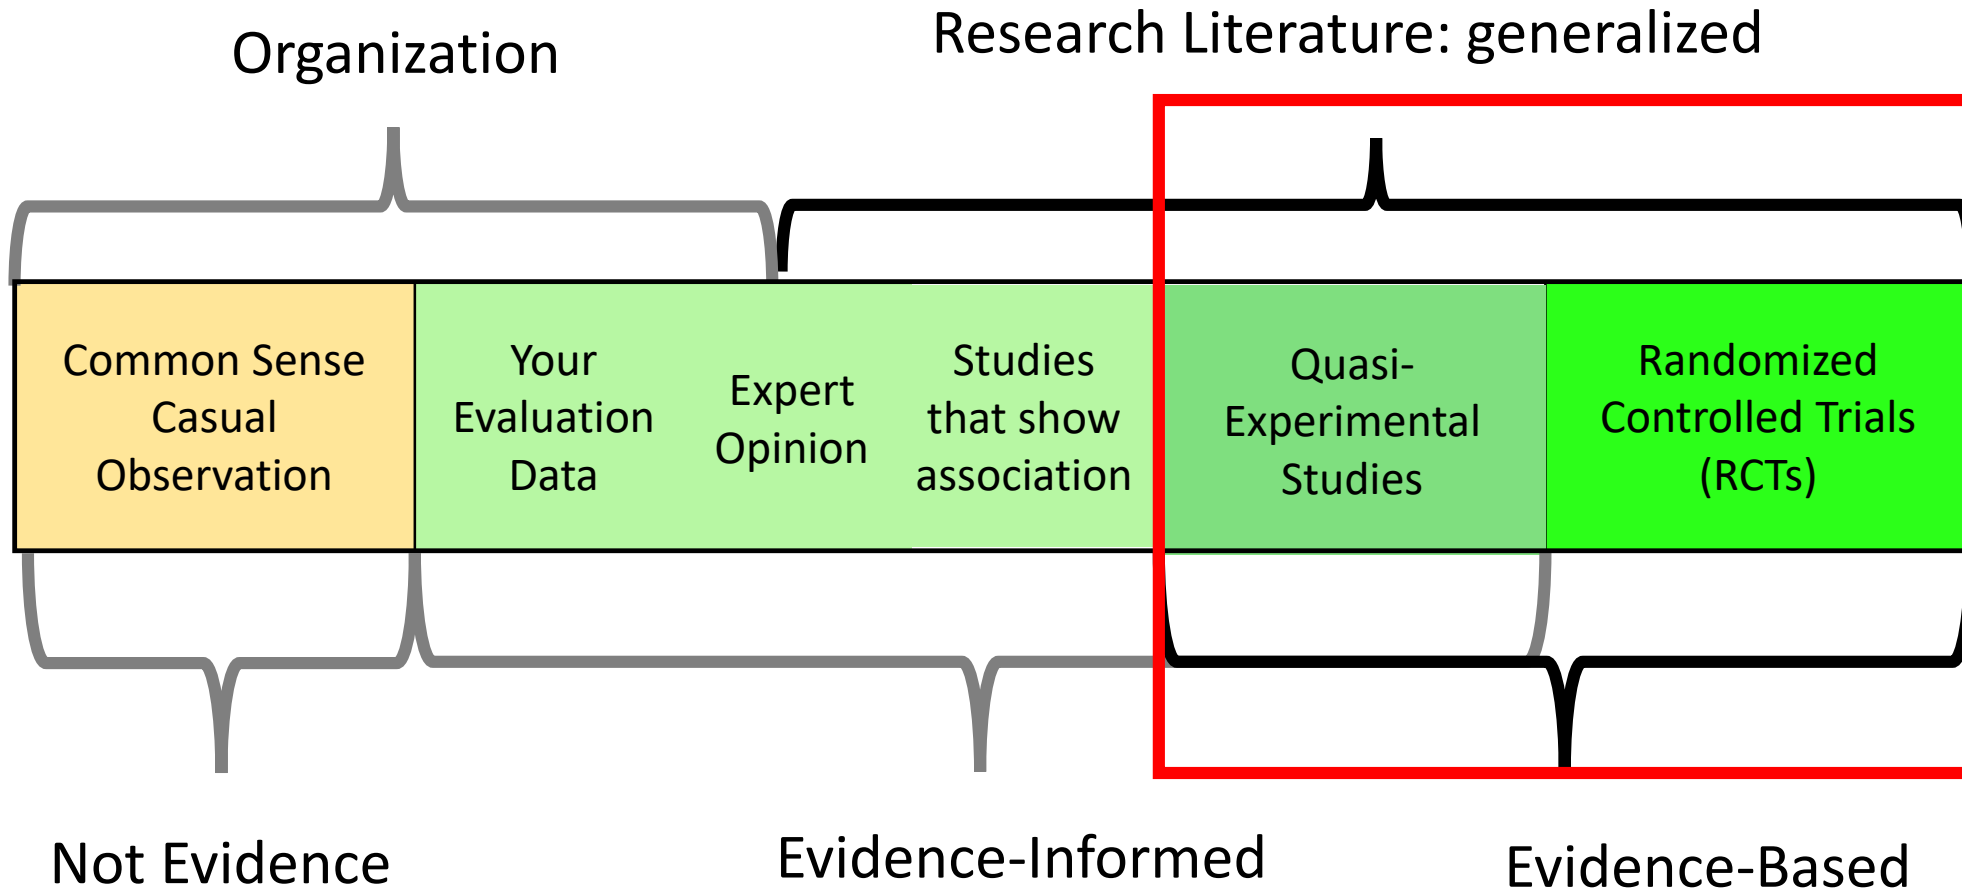 Organization
Research Literature: generalized
Common Sense
Casual
Observation
Your
Evaluation
Data
Expert
Opinion
Studies
that show
association
Quasi-
Experimental
Studies
Randomized
Controlled Trials
(RCTs)
Not Evidence
Evidence-Informed
Evidence-Based